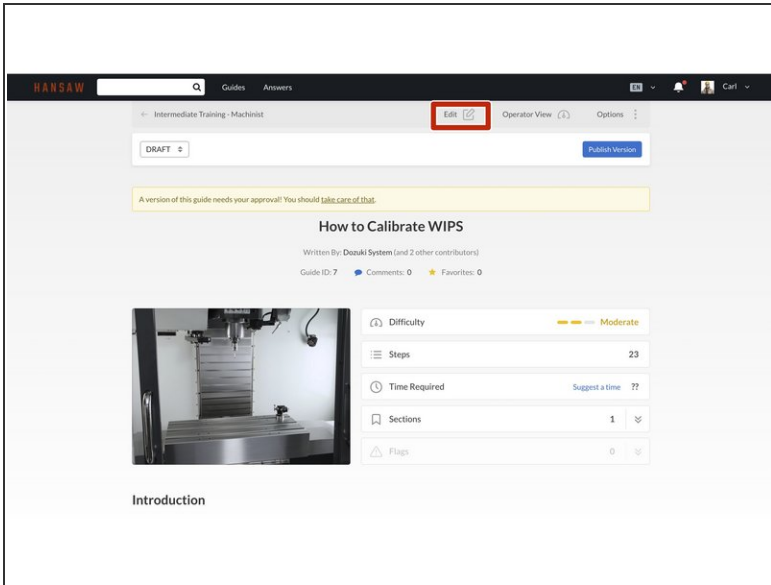 HANSAW Guides Answers EN Carl
Intermediate Training - Machinist Edit Operator View Options
DRAFT Publish Version
A version of this guide needs your approval! You should take care of that.
How to Calibrate WIPS
Written By: Dozuki System (and 2 other contributors)
Guide ID: 7 Comments: 0 Favorites: 0
Difficulty Moderate
Steps 23
Time Required Suggest a time ??
Sections 1
Flags 0
Introduction